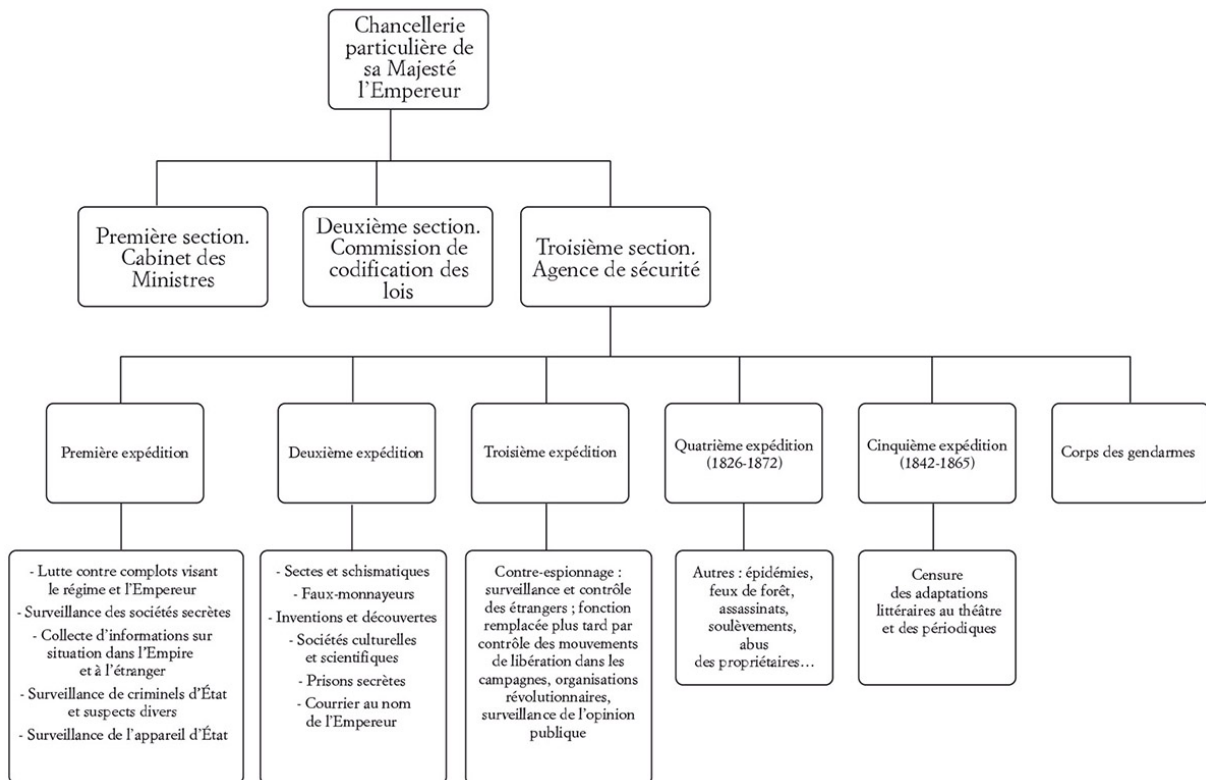 Chancellerie
particulière de
sa Majesté
l'Empereur
Première section.
Cabinet des
Ministres
Deuxième section.
Commission de
codification des
lois
Troisième section.
Agence de sécurité
Première expédition
Deuxième expédition
Troisième expédition
Quatrième expédition
(1826-1872)
Cinquième expédition
(1842-1865)
Corps des gendarmes
- Lutte contre complots visant
le régime et l'Empereur
- Surveillance des sociétés secrètes
- Collecte d'informations sur
situation dans l'Empire
et à l'étranger
- Surveillance de criminels d'État
et suspects divers
- Surveillance de l'appareil d'État
- Sectes et schismatiques
- Faux-monnayeurs
- Inventions et découvertes
- Sociétés culturelles
et scientifiques
- Prisons secrètes
- Courrier au nom
de l'Empereur
Contre-espionnage :
surveillance et contrôle
des étrangers ; fonction
remplacée plus tard par
contrôle des mouvements
de libération dans les
campagnes, organisations
révolutionnaires,
surveillance de l'opinion
publique
Autres : épidémies,
feux de forêt,
assassinats,
soulèvements,
abus
des propriétaires...
Censure
des adaptations
littéraires au théâtre
et des périodiques